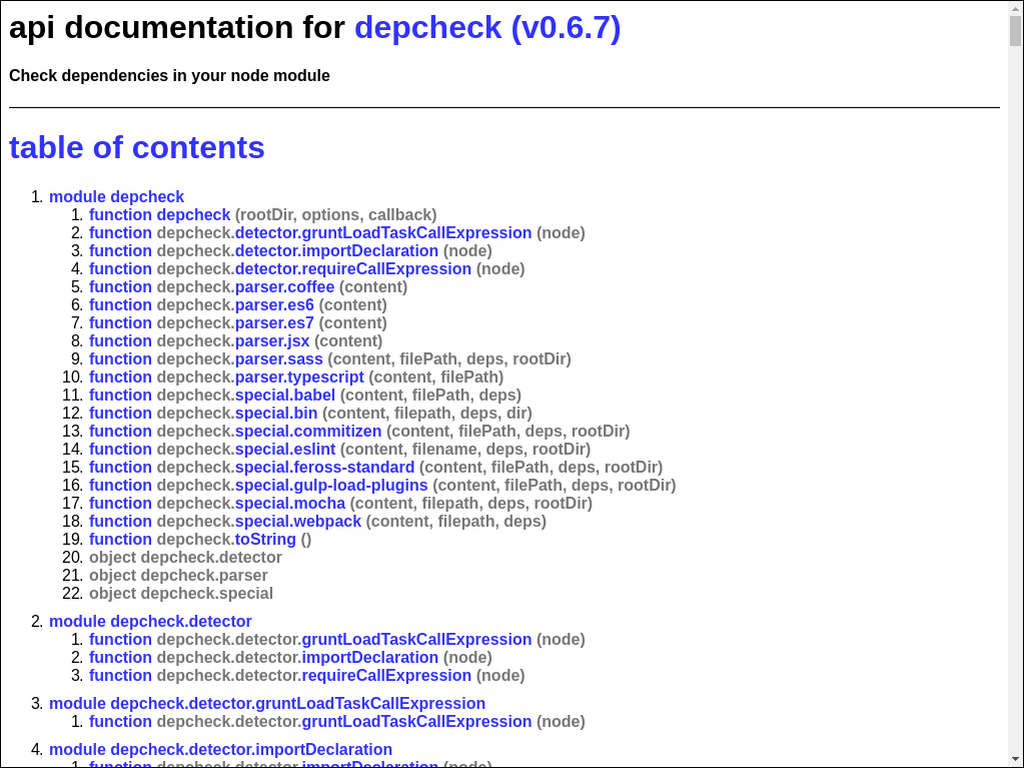 api documentation for depcheck (v0.6.7)
Check dependencies in your node module
table of contents
1. module depcheck
1. function depcheck (rootDir, options, callback)
2. function depcheck.detector.gruntLoadTaskCallExpression (node)
3. function depcheck.detector.importDeclaration (node)
4. function depcheck.detector.requireCallExpression (node)
5. function depcheck.parser.coffee (content)
6. function depcheck.parser.es6 (content)
7. function depcheck.parser.es7 (content)
8. function depcheck.parser.jsx (content)
9. function depcheck.parser.sass (content, filePath, deps, rootDir)
10. function depcheck.parser.typescript (content, filePath)
11. function depcheck.special.babel (content, filePath, deps)
12. function depcheck.special.bin (content, filepath, deps, dir)
13. function depcheck.special.commitizen (content, filePath, deps, rootDir)
14. function depcheck.special.eslint (content, filename, deps, rootDir)
15. function depcheck.special.feross-standard (content, filePath, deps, rootDir)
16. function depcheck.special.gulp-load-plugins (content, filePath, deps, rootDir)
17. function depcheck.special.mocha (content, filepath, deps, rootDir)
18. function depcheck.special.webpack (content, filepath, deps)
19. function depcheck.toString ()
20. object depcheck.detector
21. object depcheck.parser
22. object depcheck.special
2. module depcheck.detector
1. function depcheck.detector.gruntLoadTaskCallExpression (node)
2. function depcheck.detector.importDeclaration (node)
3. function depcheck.detector.requireCallExpression (node)
3. module depcheck.detector.gruntLoadTaskCallExpression
1. function depcheck.detector.gruntLoadTaskCallExpression (node)
4. module depcheck.detector.importDeclaration
1. function depcheck.detector.importDeclaration (node)